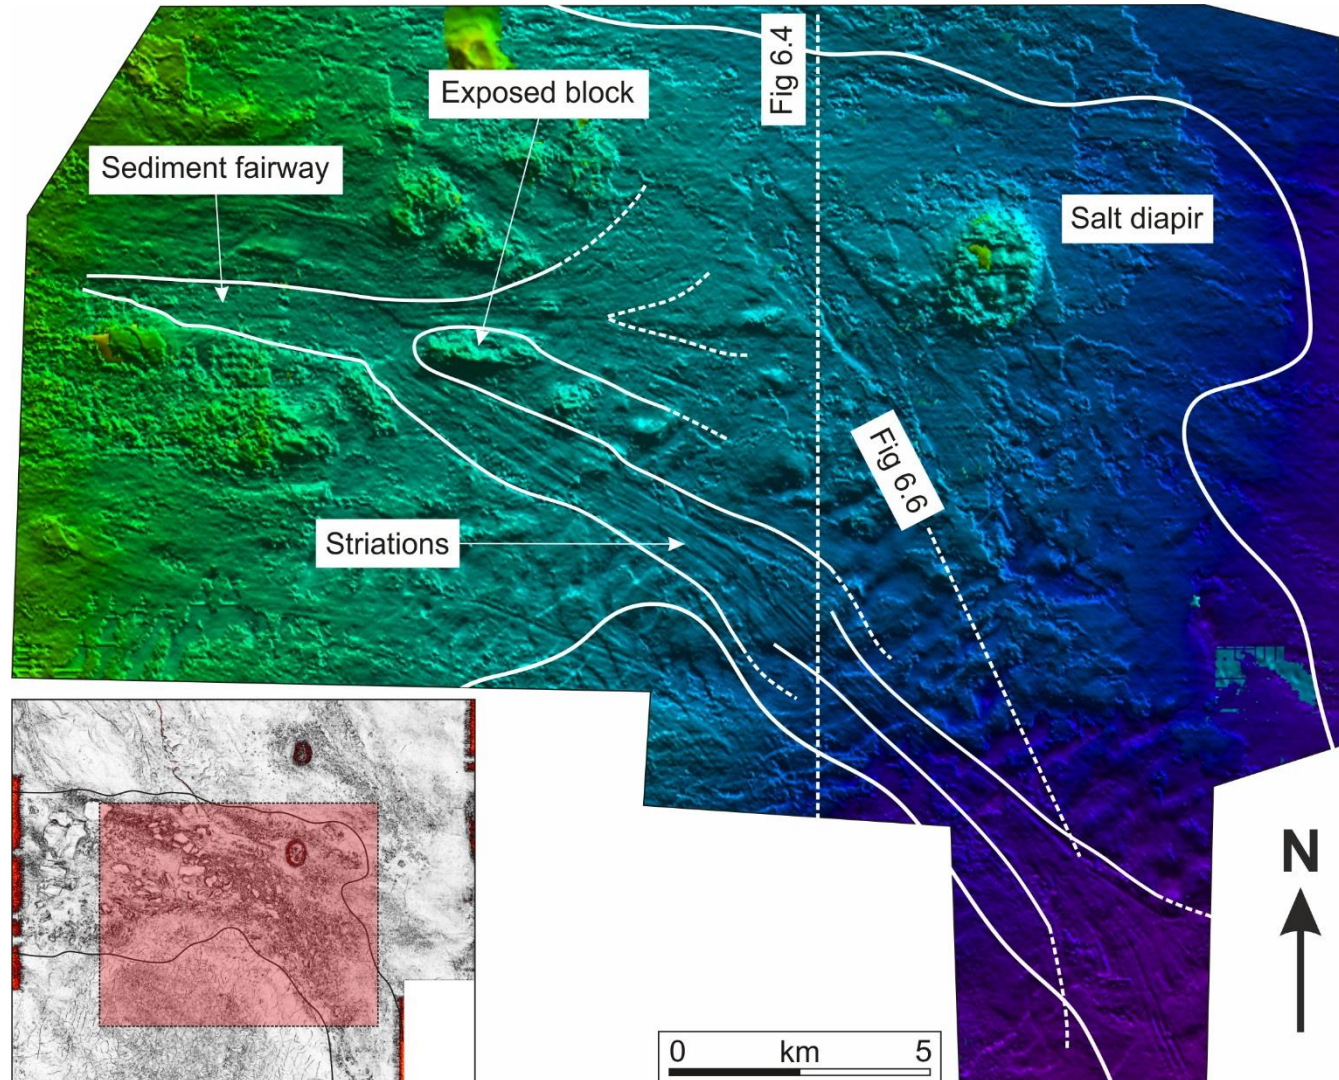 Fig 6.4
Exposed block
Sediment fairway
Salt diapir
Fig 6.6
Striations
N
0 km 5